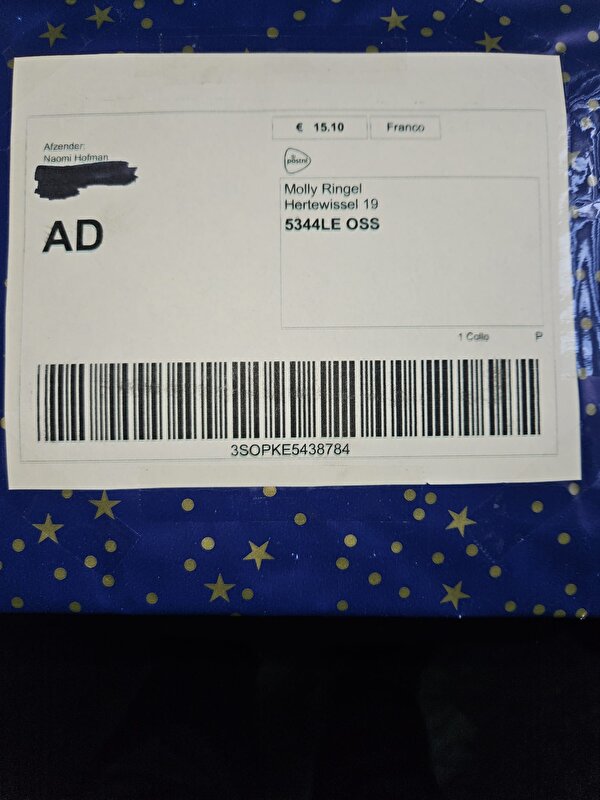 € 15.10 Franco
Afzender:
Naomi Hofman
postnl
Molly Ringel
Hertewissel 19
5344LE OSS
AD
1 Collo P
3SOPKE5438784